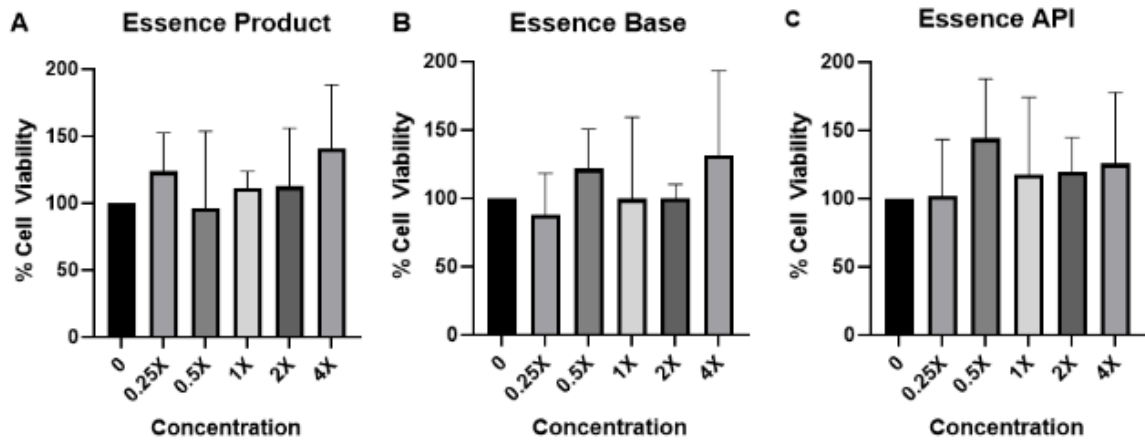 A Essence Product
200
150
100
50
0
% Cell Viability
0 0.25X 0.5X 1X 2X 4X
Concentration
B Essence Base
200
150
100
50
0
% Cell Viability
0 0.25X 0.5X 1X 2X 4X
Concentration
C Essence API
200
150
100
50
0
% Cell Viability
0 0.25X 0.5X 1X 2X 4X
Concentration